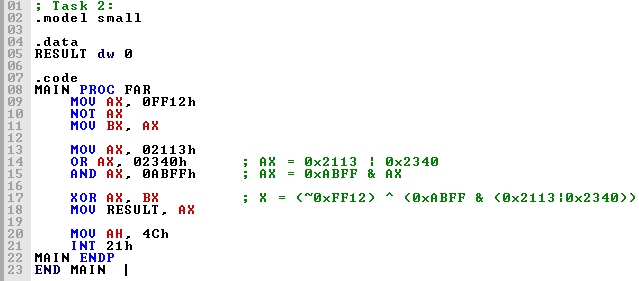 01 ; Task 2:
02 .model small
03
04 .data
05 RESULT dw 0
06
07 .code
08 MAIN PROC FAR
09     MOV AX, 0FF12h
10     NOT AX
11     MOV BX, AX
12
13     MOV AX, 02113h
14     OR AX, 02340h       ; AX = 0x2113 | 0x2340
15     AND AX, 0ABFFh      ; AX = 0xABFF & AX
16
17     XOR AX, BX          ; X = (~0xFF12) ^ (0xABFF & (0x2113|0x2340))
18     MOV RESULT, AX
19
20     MOV AH, 4Ch
21     INT 21h
22 MAIN ENDP
23 END MAIN